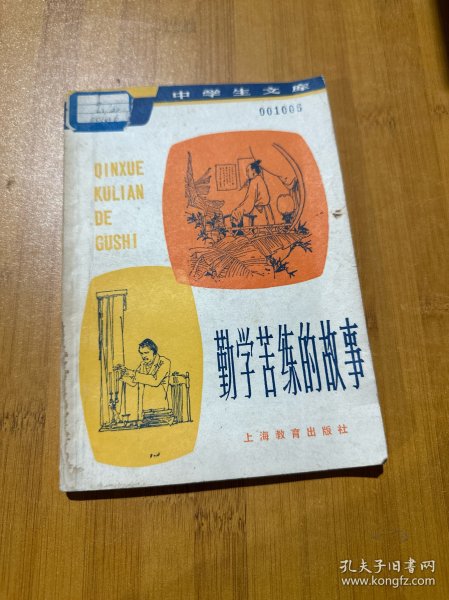 中学生文库
001606
QINXUE
KULIAN
DE
GUSHI
勤学苦练的故事
上海教育出版社
孔夫子旧书网
www.kongfz.com